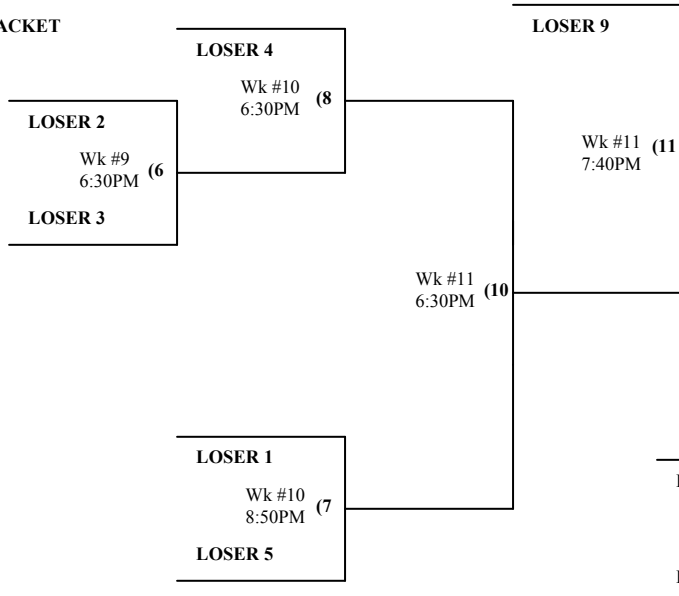 ACKET
LOSER 4
LOSER 9
Wk #10
6:30PM (8
LOSER 2
Wk #9
6:30PM (6
LOSER 3
Wk #11
7:40PM (11
Wk #11
6:30PM (10
LOSER 1
Wk #10
8:50PM (7
LOSER 5